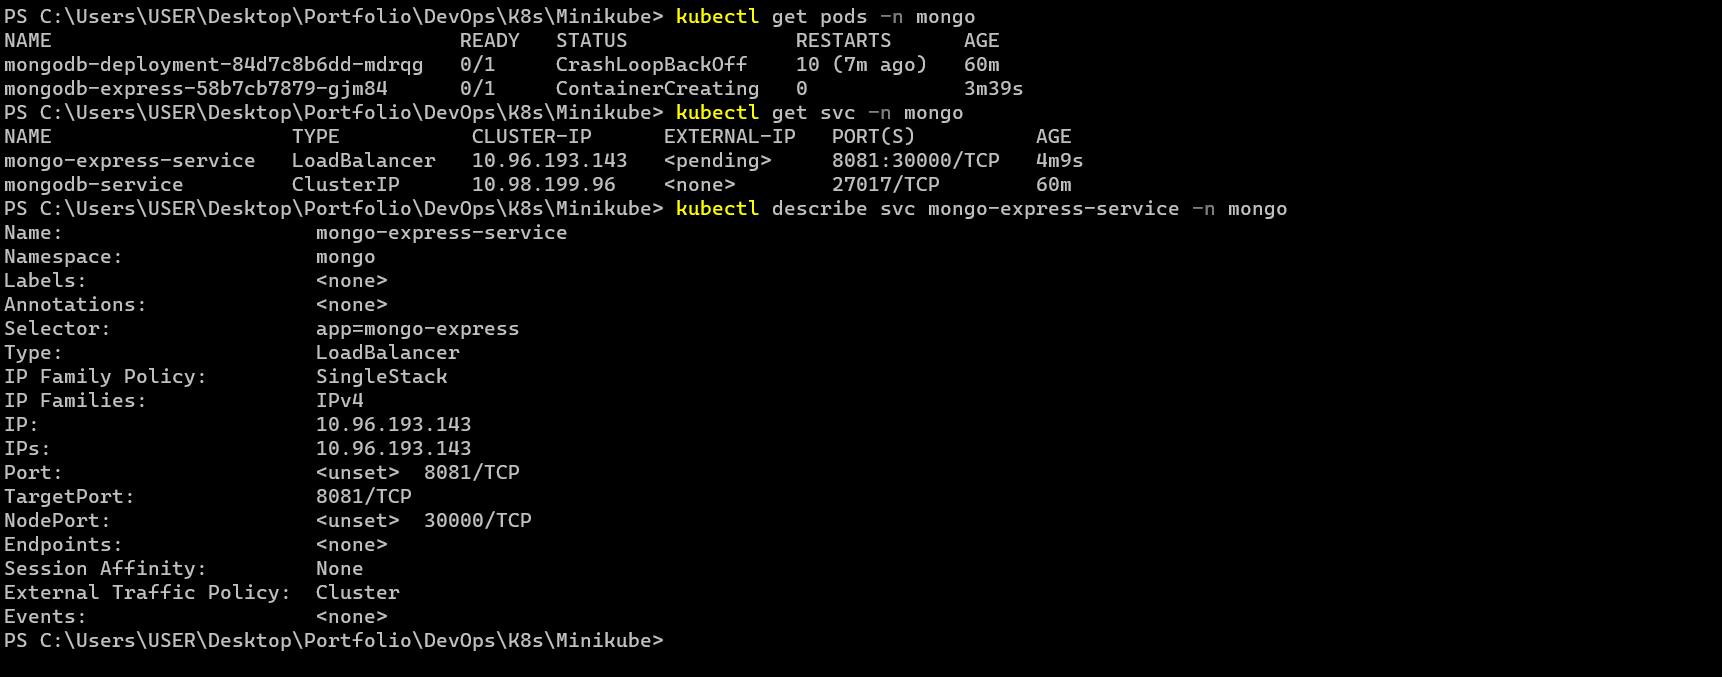 PS C:\Users\USER\Desktop\Portfolio\DevOps\K8s\Minikube> kubectl get pods -n mongo
NAME                                  READY   STATUS              RESTARTS      AGE
mongodb-deployment-84d7c8b6dd-mdrqg   0/1     CrashLoopBackOff    10 (7m ago)   60m
mongodb-express-58b7cb7879-gjm84      0/1     ContainerCreating   0             3m39s
PS C:\Users\USER\Desktop\Portfolio\DevOps\K8s\Minikube> kubectl get svc -n mongo
NAME                    TYPE           CLUSTER-IP      EXTERNAL-IP   PORT(S)          AGE
mongo-express-service   LoadBalancer   10.96.193.143   <pending>     8081:30000/TCP   4m9s
mongodb-service         ClusterIP      10.98.199.96    <none>        27017/TCP        60m
PS C:\Users\USER\Desktop\Portfolio\DevOps\K8s\Minikube> kubectl describe svc mongo-express-service -n mongo
Name:                     mongo-express-service
Namespace:                mongo
Labels:                   <none>
Annotations:              <none>
Selector:                 app=mongo-express
Type:                     LoadBalancer
IP Family Policy:         SingleStack
IP Families:              IPv4
IP:                       10.96.193.143
IPs:                      10.96.193.143
Port:                     <unset>  8081/TCP
TargetPort:               8081/TCP
NodePort:                 <unset>  30000/TCP
Endpoints:                <none>
Session Affinity:         None
External Traffic Policy:  Cluster
Events:                   <none>
PS C:\Users\USER\Desktop\Portfolio\DevOps\K8s\Minikube>